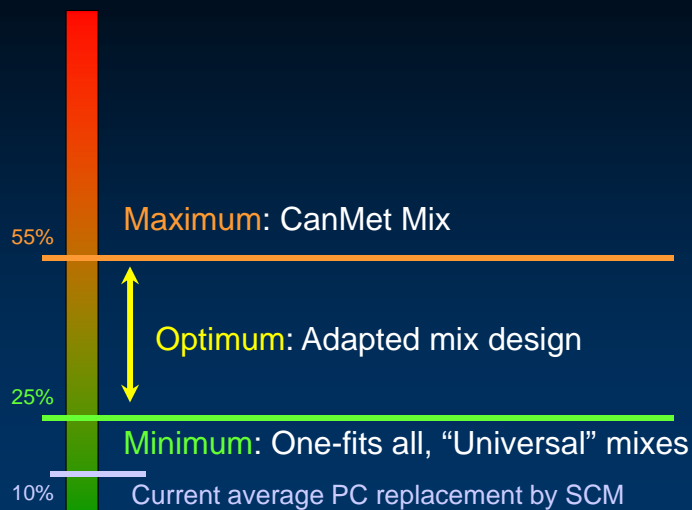 Maximum: CanMet Mix
55%
Optimum: Adapted mix design
25%
Minimum: One-fits all, “Universal” mixes
10% Current average PC replacement by SCM